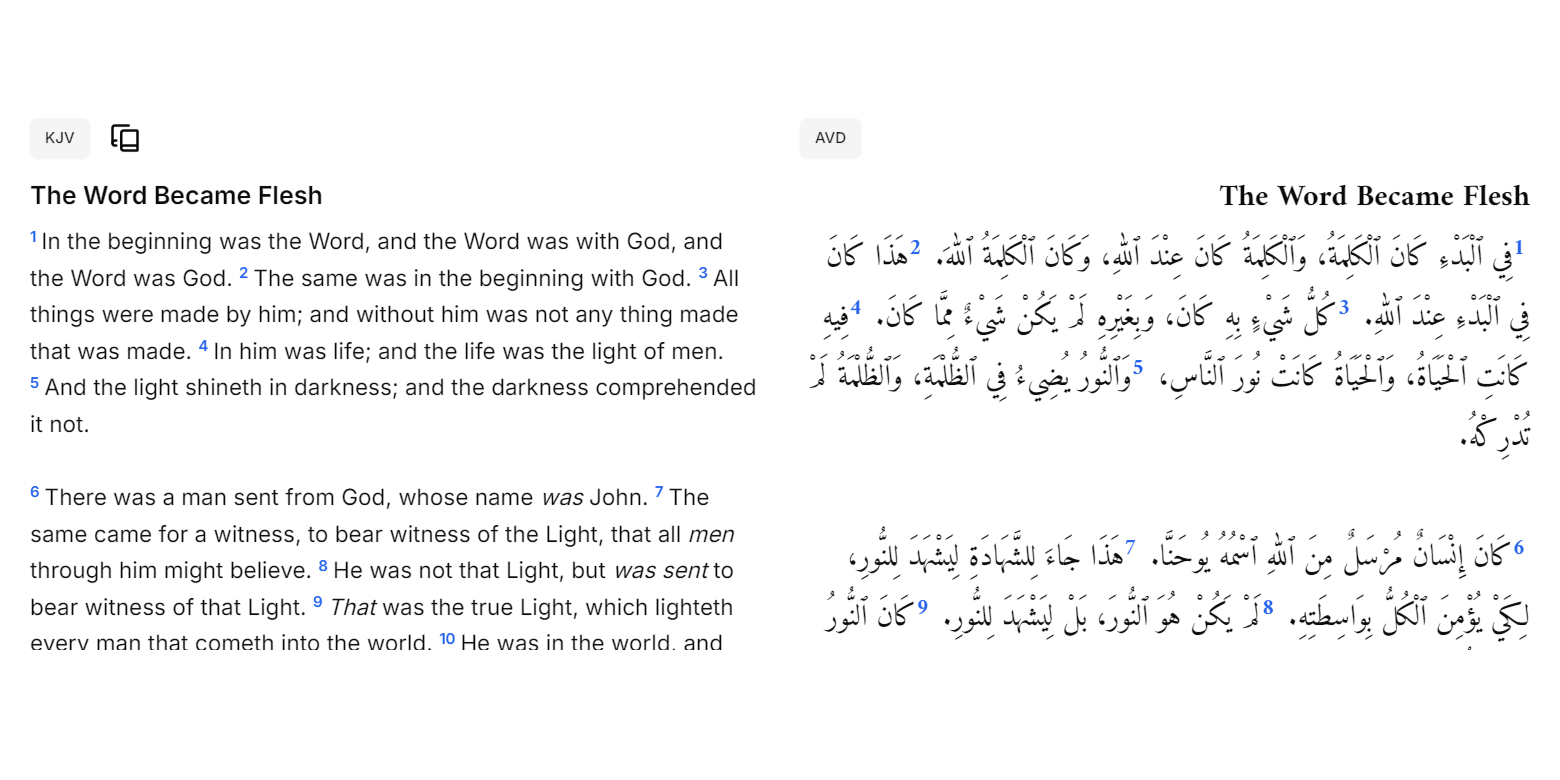 KJV
The Word Became Flesh
1 In the beginning was the Word, and the Word was with God, and
the Word was God. 2 The same was in the beginning with God. 3 All
things were made by him; and without him was not any thing made
that was made. 4 In him was life; and the life was the light of men.
5 And the light shineth in darkness; and the darkness comprehended
it not.
6 There was a man sent from God, whose name was John. 7 The
same came for a witness, to bear witness of the Light, that all men
through him might believe. 8 He was not that Light, but was sent to
bear witness of that Light. 9 That was the true Light, which lighteth
every man that cometh into the world. 10 He was in the world, and
AVD
The Word Became Flesh
1 فِي ٱلْبَدْءِ كَانَ ٱلْكَلِمَةُ، وَٱلْكَلِمَةُ كَانَ عِنْدَ ٱللهِ، وَكَانَ ٱلْكَلِمَةُ ٱللهَ. 2 هَذَا كَانَ
فِي ٱلْبَدْءِ عِنْدَ ٱللهِ. 3 كُلُّ شَيْءٍ بِهِ كَانَ، وَبِغَيْرِهِ لَمْ يَكُنْ شَيْءٌ مِمَّا كَانَ. 4 فِيهِ
كَانَتِ ٱلْحَيَاةُ، وَٱلْحَيَاةُ كَانَتْ نُورَ ٱلنَّاسِ، 5 وَٱلنُّورُ يُضِيءُ فِي ٱلظُّلْمَةِ، وَٱلظُّلْمَةُ لَمْ
تُدْرِكْهُ.
6 كَانَ إِنْسَانٌ مُرْسَلٌ مِنَ ٱللهِ ٱسْمُهُ يُوحَنَّا. 7 هَذَا جَاءَ لِلشَّهَادَةِ لِيَشْهَدَ لِلنُّورِ،
لِكَيْ يُؤْمِنَ ٱلْكُلُّ بِوَاسِطَتِهِ. 8 لَمْ يَكُنْ هُوَ ٱلنُّورَ، بَلْ لِيَشْهَدَ لِلنُّورِ. 9 كَانَ ٱلنُّورُ